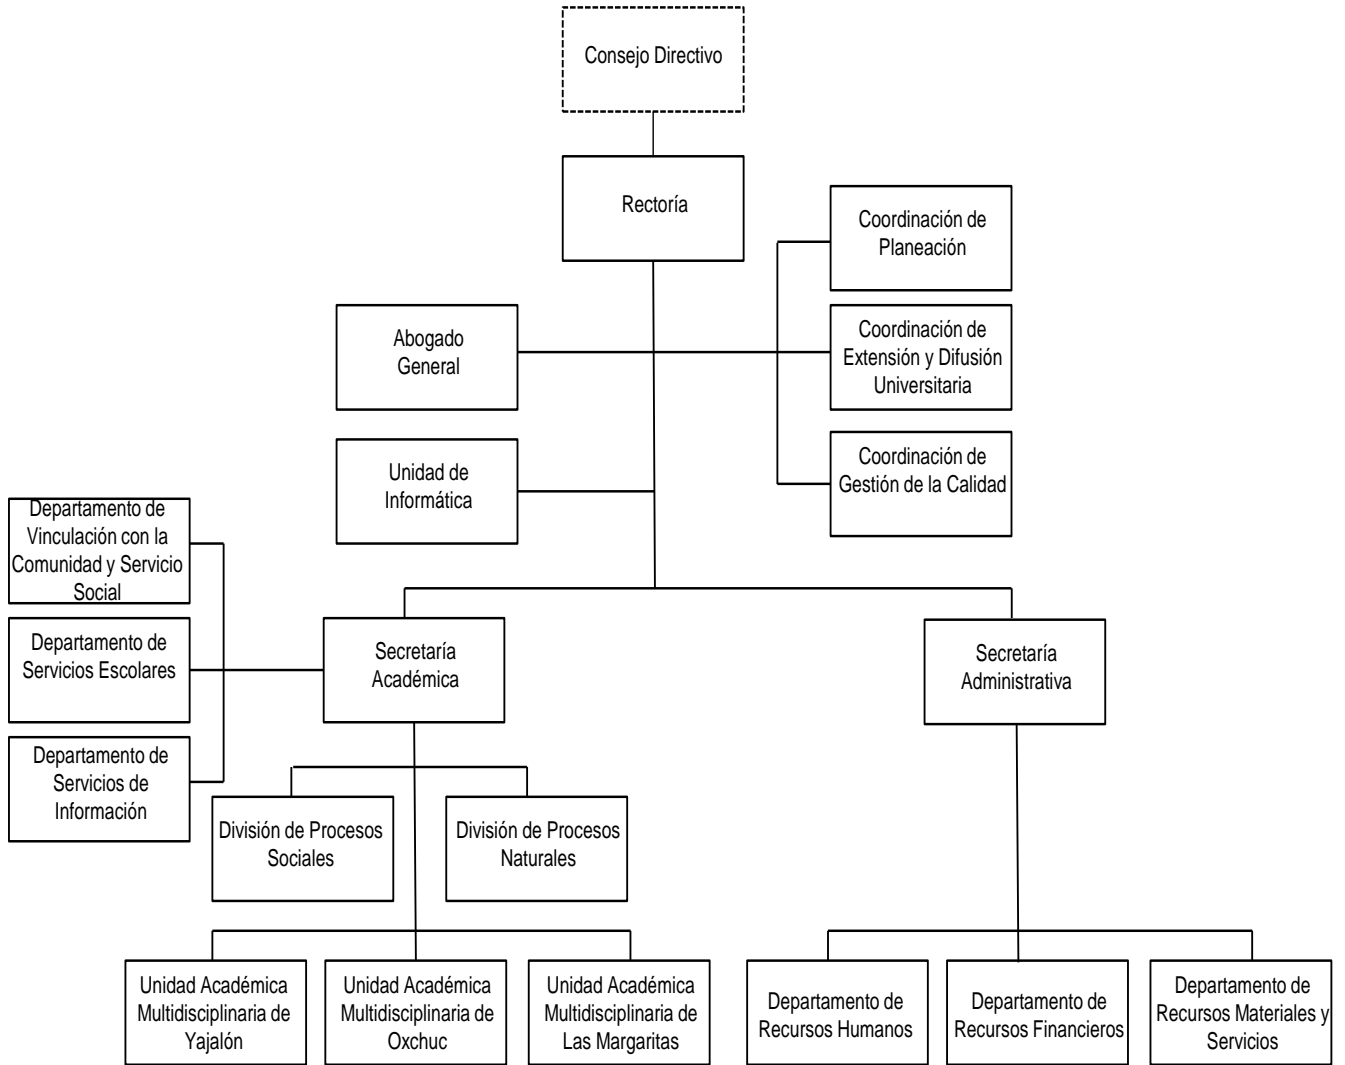 Consejo Directivo
Rectoría
Coordinación de
Planeación
Abogado
General
Coordinación de
Extensión y Difusión
Universitaria
Unidad de
Informática
Coordinación de
Gestión de la Calidad
Departamento de
Vinculación con la
Comunidad y Servicio
Social
Departamento de
Servicios Escolares
Secretaría
Académica
Secretaría
Administrativa
Departamento de
Servicios de
Información
División de Procesos
Sociales
División de Procesos
Naturales
Unidad Académica
Multidisciplinaria de
Yajalón
Unidad Académica
Multidisciplinaria de
Oxchuc
Unidad Académica
Multidisciplinaria de
Las Margaritas
Departamento de
Recursos Humanos
Departamento de
Recursos Financieros
Departamento de
Recursos Materiales y
Servicios